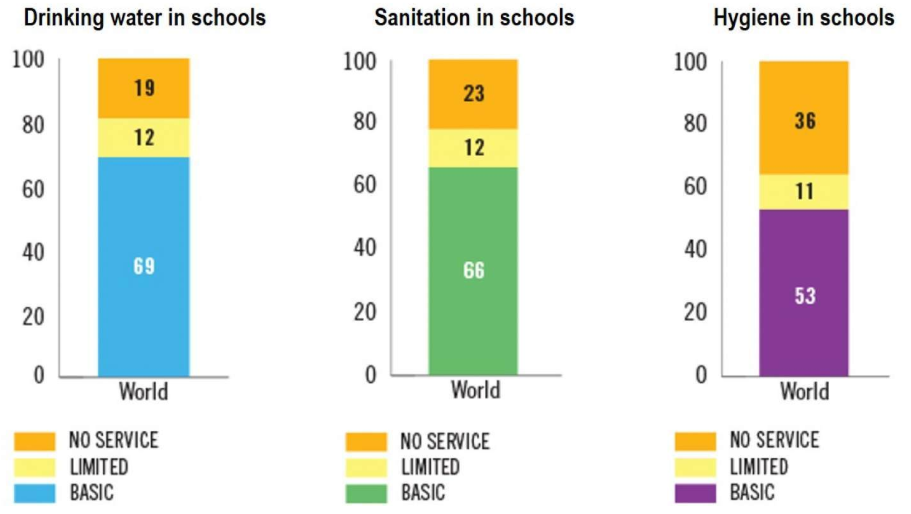 Drinking water in schools
100
80
60
40
20
0
19
12
69
World
NO SERVICE
LIMITED
BASIC
Sanitation in schools
100
80
60
40
20
0
23
12
66
World
NO SERVICE
LIMITED
BASIC
Hygiene in schools
100
80
60
40
20
0
36
11
53
World
NO SERVICE
LIMITED
BASIC